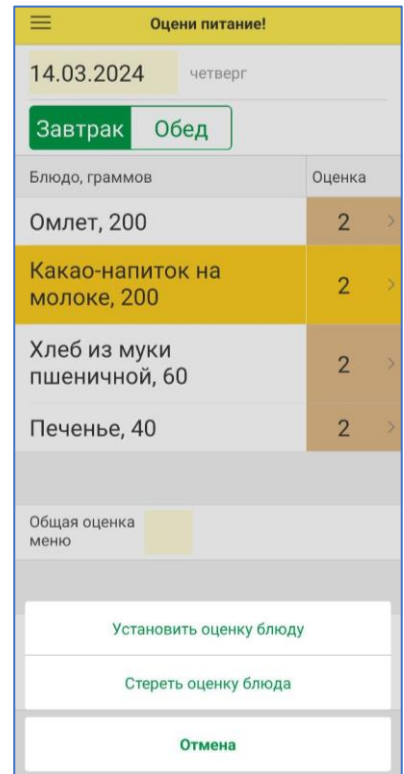 Оцени питание!
14.03.2024 четверг
Завтрак Обед
Блюдо, граммов Оценка
Омлет, 200 2
Какао-напиток на
молоке, 200 2
Хлеб из муки
пшеничной, 60 2
Печенье, 40 2
Общая оценка
меню
Установить оценку блюду
Стереть оценку блюда
Отмена